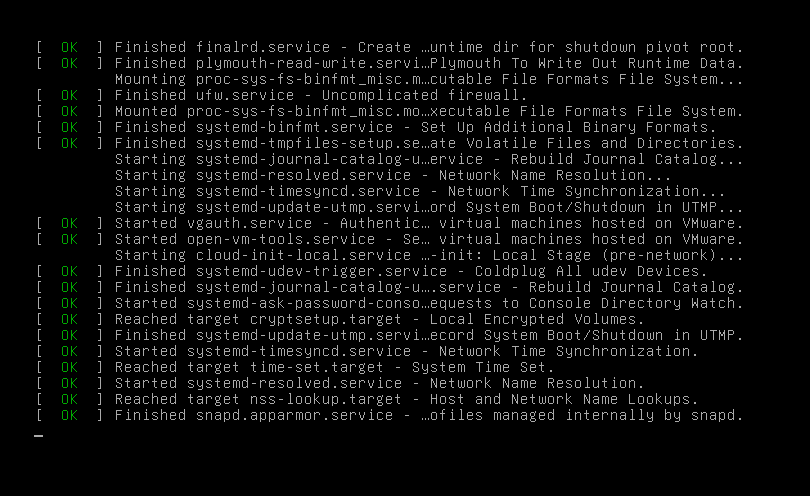 [  OK  ] Finished finalrd.service - Create …untime dir for shutdown pivot root.
[  OK  ] Finished plymouth-read-write.servi…Plymouth To Write Out Runtime Data.
         Mounting proc-sys-fs-binfmt_misc.m…cutable File Formats File System...
[  OK  ] Finished ufw.service - Uncomplicated firewall.
[  OK  ] Mounted proc-sys-fs-binfmt_misc.mo…xecutable File Formats File System.
[  OK  ] Finished systemd-binfmt.service - Set Up Additional Binary Formats.
[  OK  ] Finished systemd-tmpfiles-setup.se…ate Volatile Files and Directories.
         Starting systemd-journal-catalog-u…ervice - Rebuild Journal Catalog...
         Starting systemd-resolved.service - Network Name Resolution...
         Starting systemd-timesyncd.service - Network Time Synchronization...
         Starting systemd-update-utmp.servi…ord System Boot/Shutdown in UTMP...
[  OK  ] Started vgauth.service - Authentic… virtual machines hosted on VMware.
[  OK  ] Started open-vm-tools.service - Se… virtual machines hosted on VMware.
         Starting cloud-init-local.service …-init: Local Stage (pre-network)...
[  OK  ] Finished systemd-udev-trigger.service - Coldplug All udev Devices.
[  OK  ] Finished systemd-journal-catalog-u….service - Rebuild Journal Catalog.
[  OK  ] Started systemd-ask-password-conso…equests to Console Directory Watch.
[  OK  ] Reached target cryptsetup.target - Local Encrypted Volumes.
[  OK  ] Finished systemd-update-utmp.servi…ecord System Boot/Shutdown in UTMP.
[  OK  ] Started systemd-timesyncd.service - Network Time Synchronization.
[  OK  ] Reached target time-set.target - System Time Set.
[  OK  ] Started systemd-resolved.service - Network Name Resolution.
[  OK  ] Reached target nss-lookup.target - Host and Network Name Lookups.
[  OK  ] Finished snapd.apparmor.service - …ofiles managed internally by snapd.